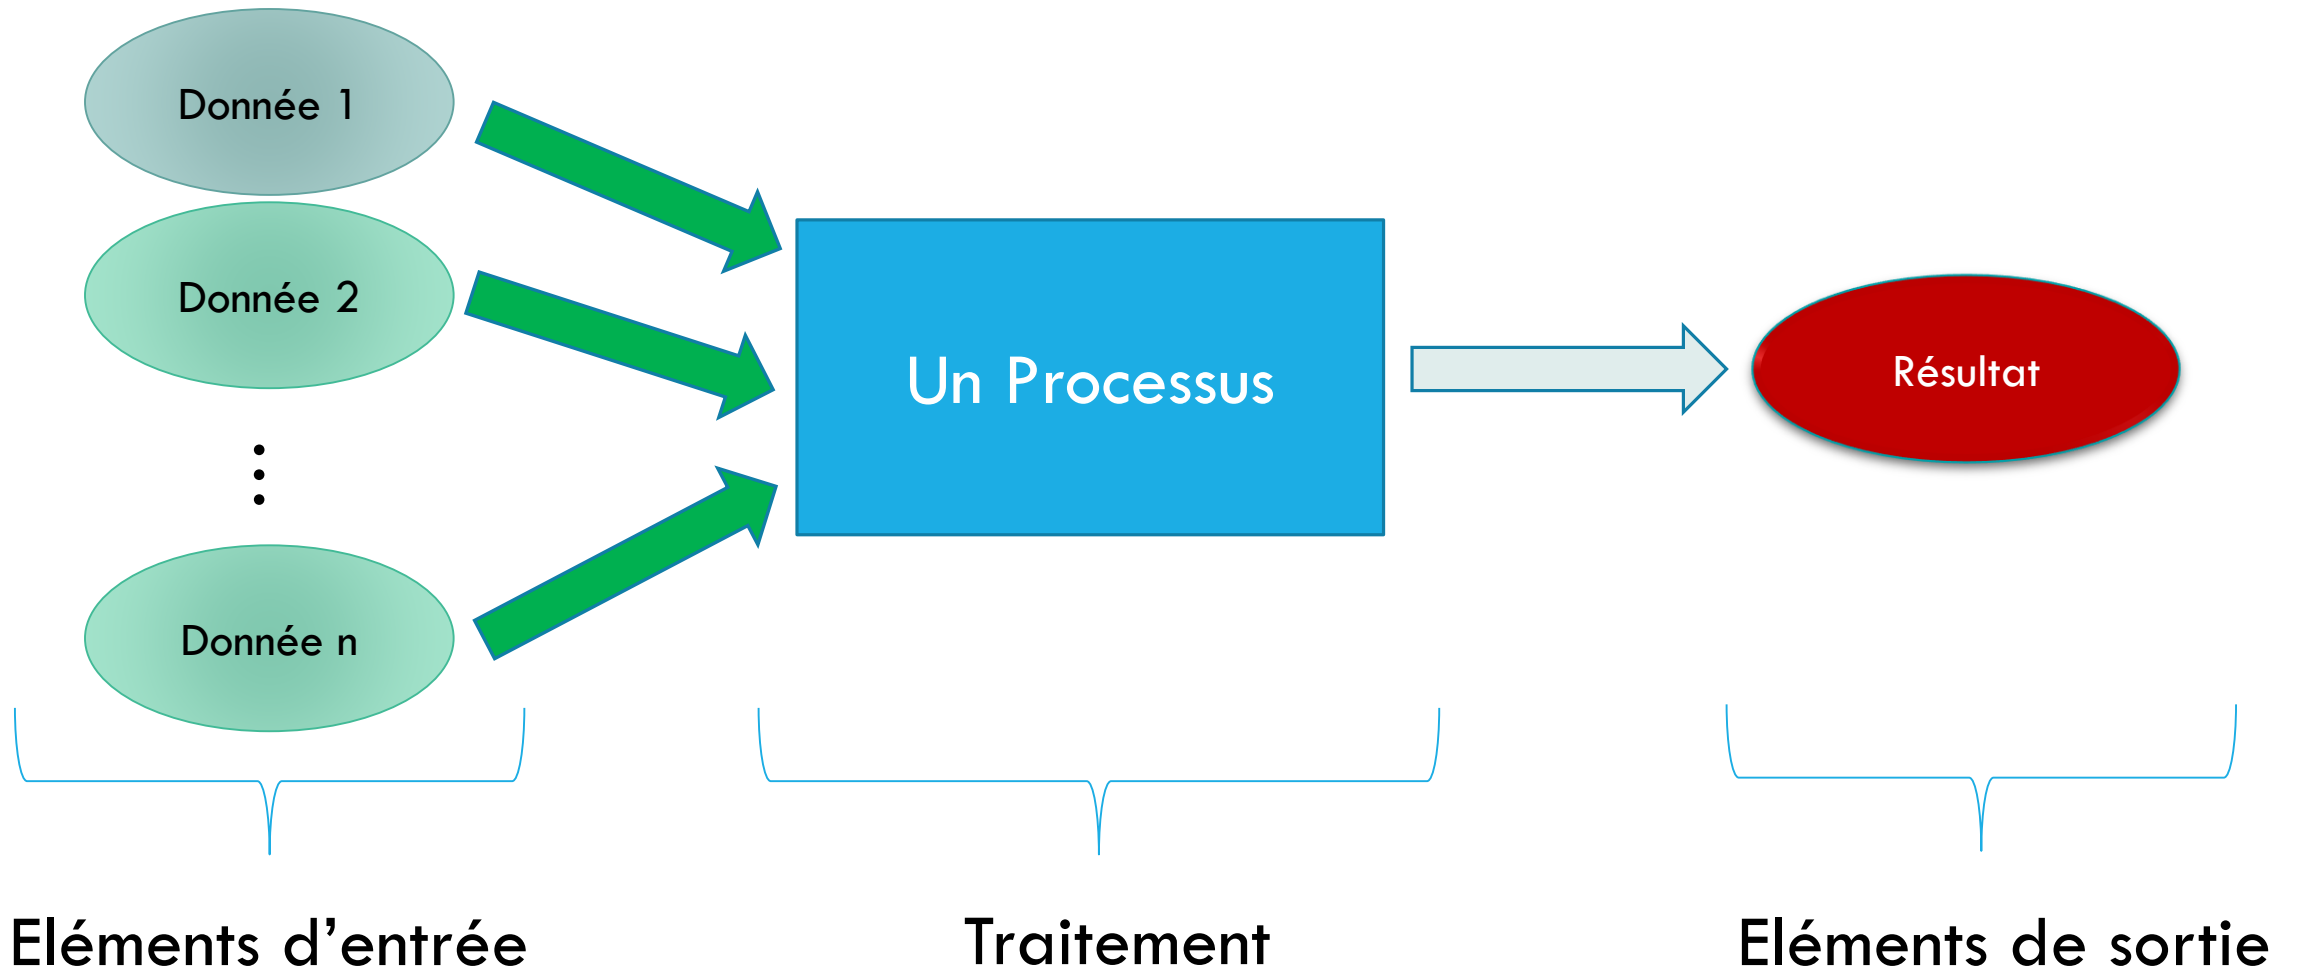 Donnée 1
Donnée 2
Donnée n
Un Processus
Résultat
Eléments d’entrée
Traitement
Eléments de sortie